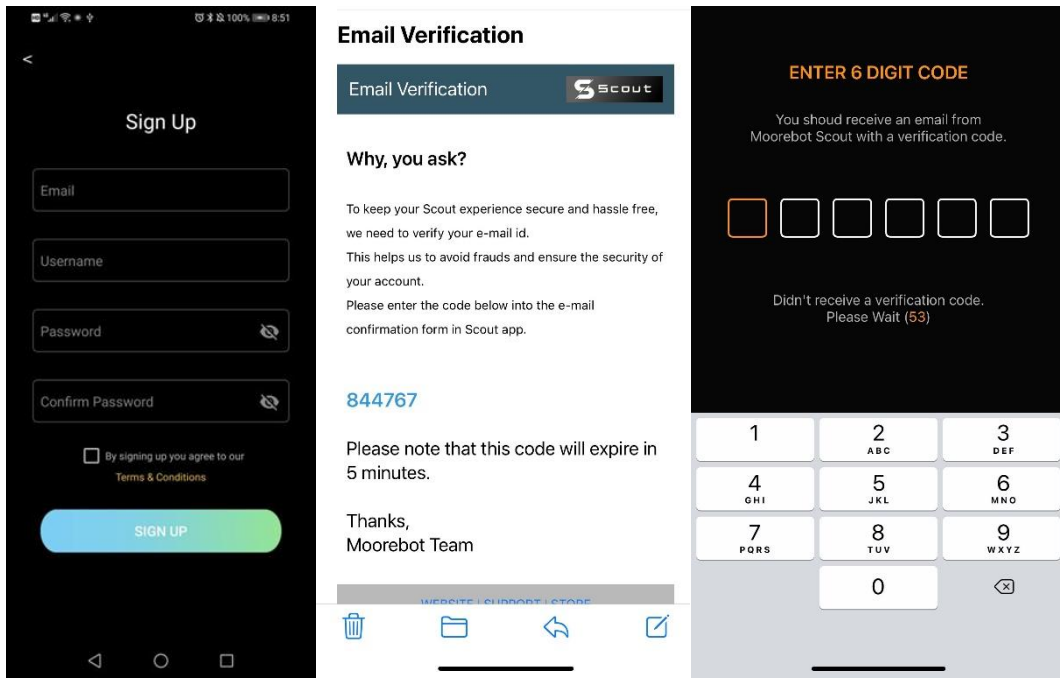 100% 8:51
<
Sign Up
Email
Username
Password
Confirm Password
By signing up you agree to our
Terms & Conditions
SIGN UP
Email Verification
Email Verification
Scout
Why, you ask?
To keep your Scout experience secure and hassle free,
we need to verify your e-mail id.
This helps us to avoid frauds and ensure the security of
your account.
Please enter the code below into the e-mail
confirmation form in Scout app.
844767
Please note that this code will expire in
5 minutes.
Thanks,
Moorebot Team
WEBSITE | SUPPORT | STORE
ENTER 6 DIGIT CODE
You shoud receive an email from
Moorebot Scout with a verification code.
Didn't receive a verification code.
Please Wait (53)
1 2 3
ABC DEF
4 5 6
GHI JKL MNO
7 8 9
PQRS TUV WXYZ
0